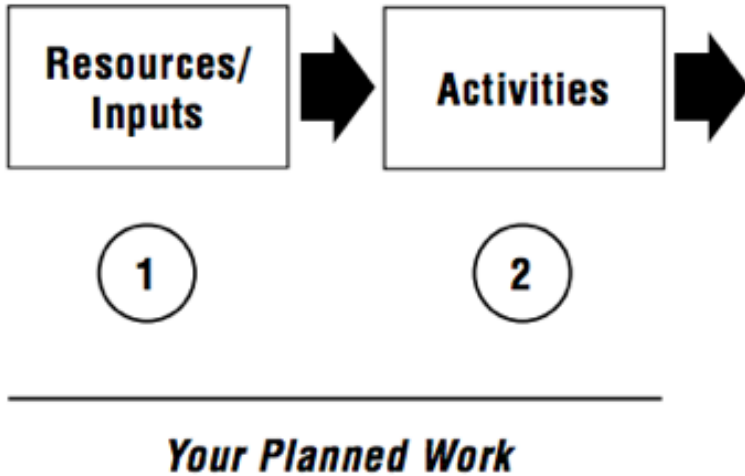 Resources/
Inputs
Activities
1
2
Your Planned Work